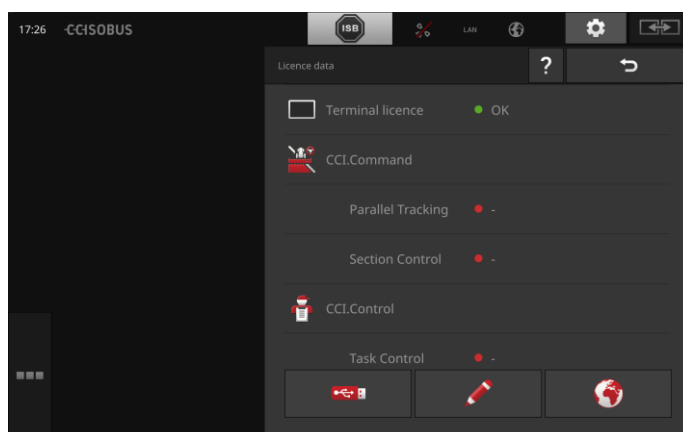 17:26 CCISOBUS ISB LAN
Licence data ?
Terminal licence OK
CCI.Command
Parallel Tracking -
Section Control -
CCI.Control
Task Control -